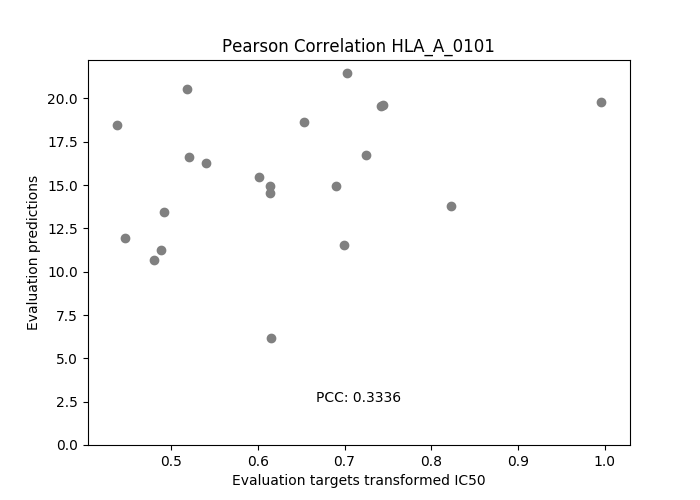 Pearson Correlation HLA_A_0101
Evaluation predictions
20.0
17.5
15.0
12.5
10.0
7.5
5.0
2.5
0.0
PCC: 0.3336
0.5 0.6 0.7 0.8 0.9 1.0
Evaluation targets transformed IC50